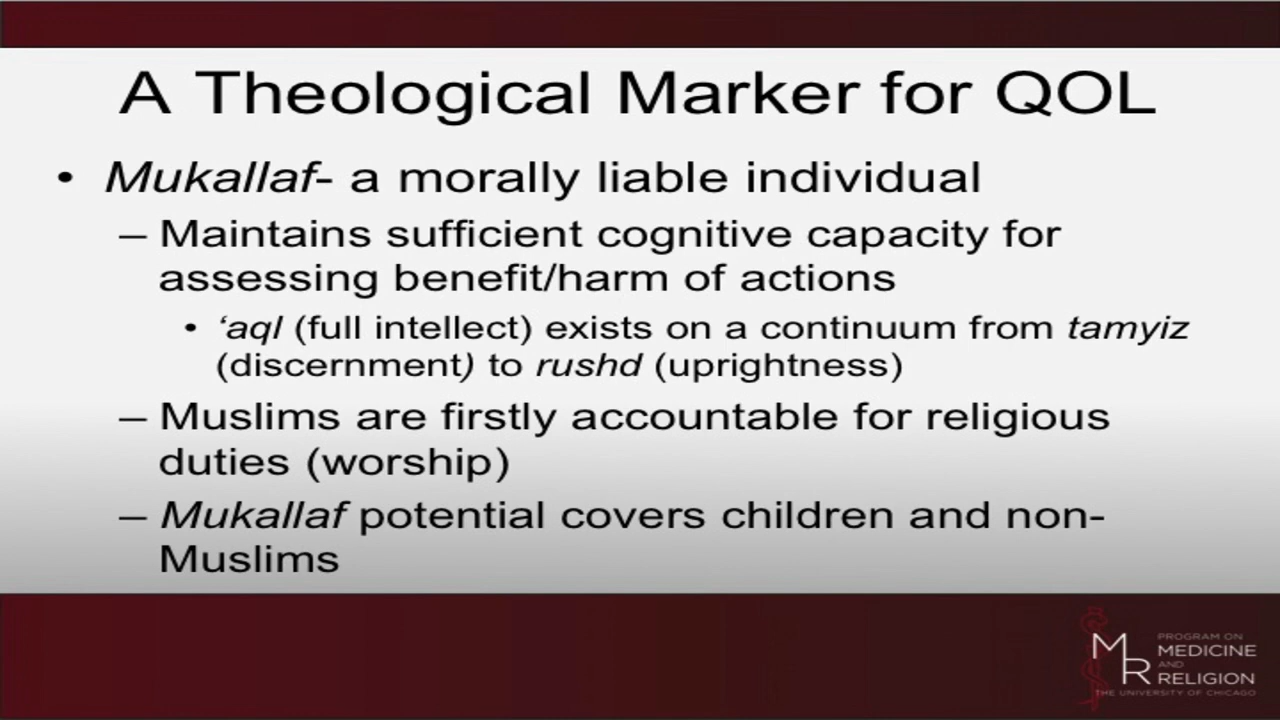 A Theological Marker for QOL
• Mukallaf- a morally liable individual
– Maintains sufficient cognitive capacity for
assessing benefit/harm of actions
• ‘aql (full intellect) exists on a continuum from tamyiz
(discernment) to rushd (uprightness)
– Muslims are firstly accountable for religious
duties (worship)
– Mukallaf potential covers children and non-
Muslims
MR
PROGRAM ON
MEDICINE
AND
RELIGION
THE UNIVERSITY OF CHICAGO